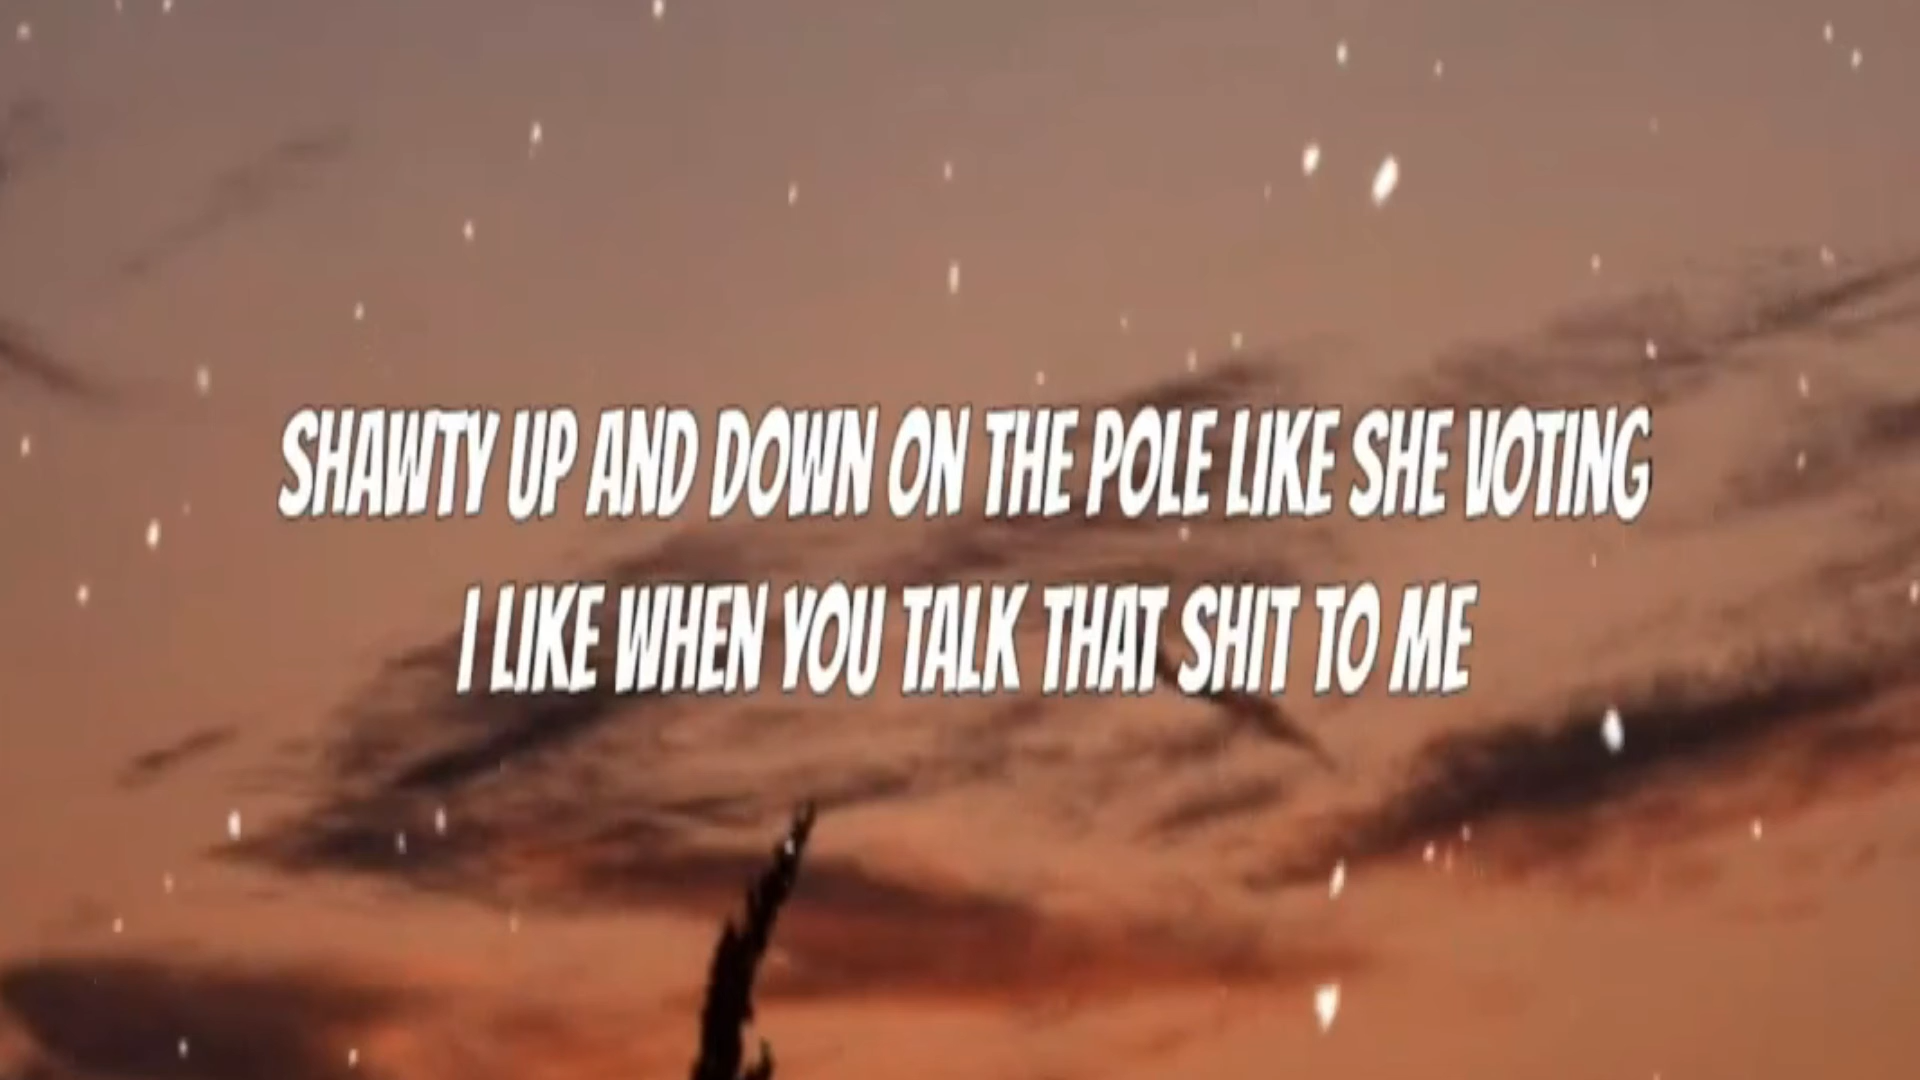 SHAWTY UP AND DOWN ON THE POLE LIKE SHE VOTING
I LIKE WHEN YOU TALK THAT SHIT TO ME